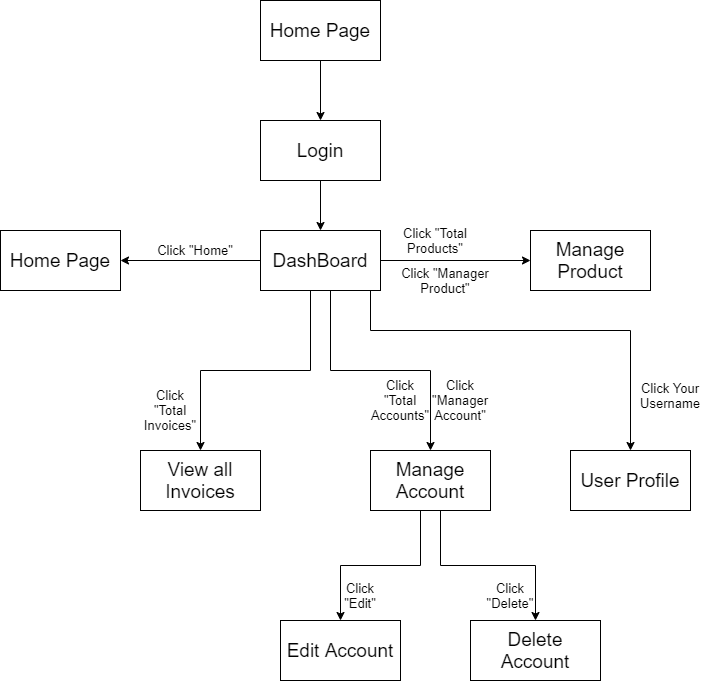 Home Page
Login
Home Page
Click "Home"
DashBoard
Click "Total
Products"
Click "Manager
Product"
Manage
Product
Click
"Total
Invoices"
Click
"Total
Accounts"
Click
"Manager
Account"
Click Your
Username
View all
Invoices
Manage
Account
User Profile
Click
"Edit"
Click
"Delete"
Edit Account
Delete
Account